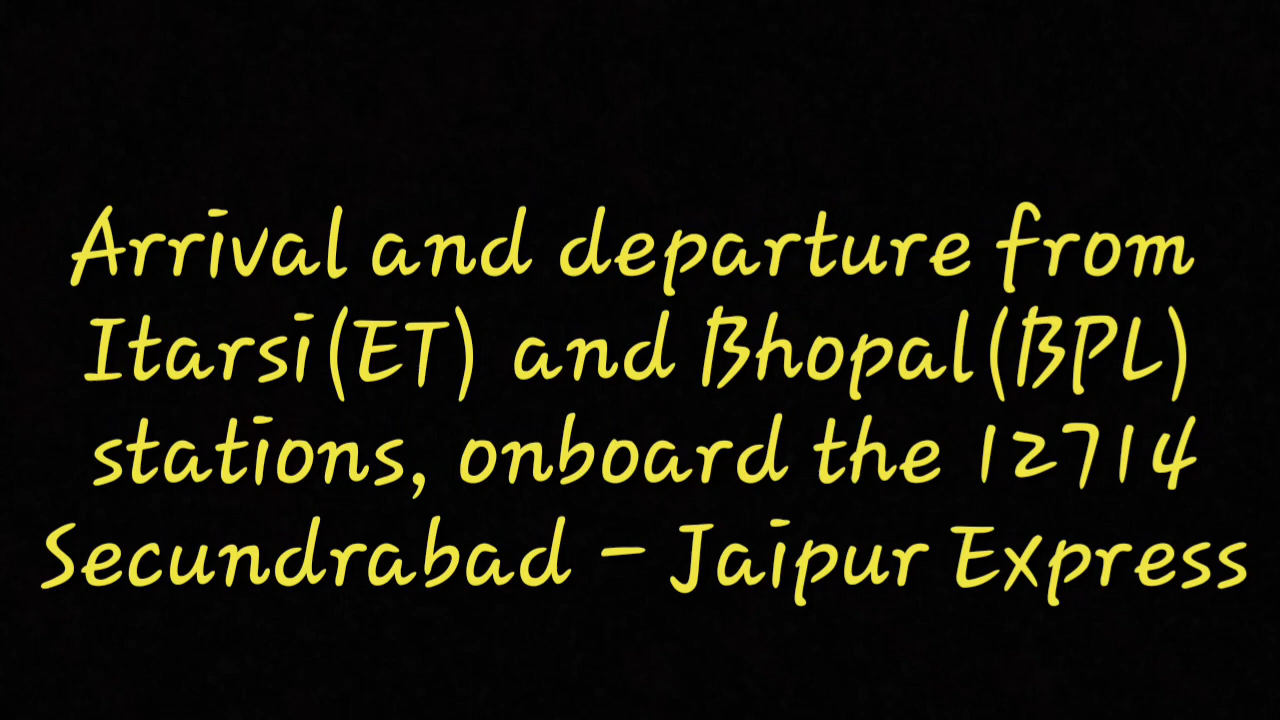 Arrival and departure from
Itarsi(ET) and Bhopal(BPL)
stations, onboard the 12714
Secundrabad - Jaipur Express